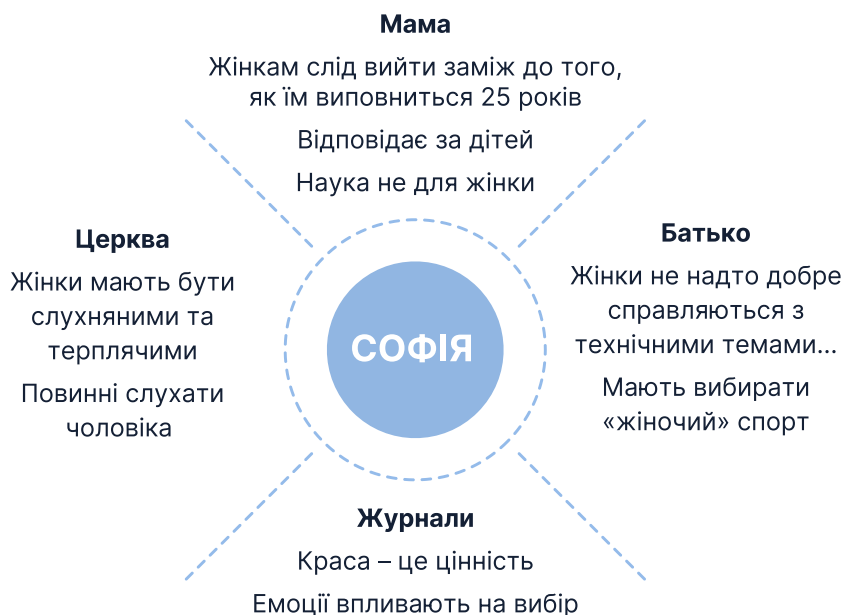 Мама
Жінкам слід вийти заміж до того,
як їм виповниться 25 років
Відповідає за дітей
Наука не для жінки
Церква
Жінки мають бути
слухняними та
терплячими
Повинні слухати
чоловіка
СОФІЯ
Батько
Жінки не надто добре
справляються з
технічними темами...
Мають вибирати
«жіночий» спорт
Журнали
Краса – це цінність
Емоції впливають на вибір